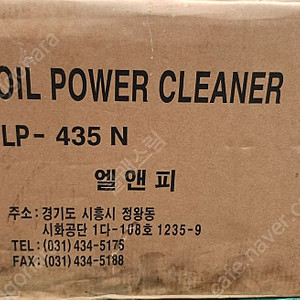 OIL POWER CLEANER
LP- 435 N
엘앤피
주소: 경기도 시흥시 정왕동
시화공단 1다-108호 1235-9
TEL: (031) 434-5175
FAX: (031) 434-5188